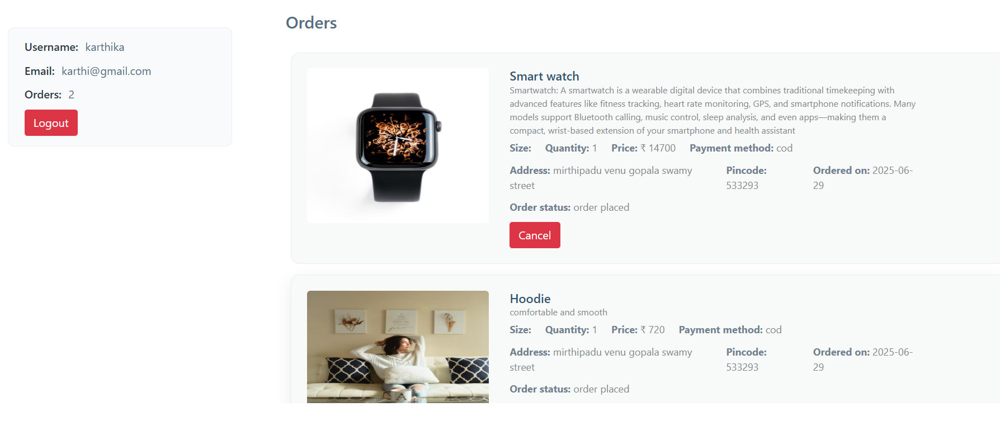 Orders
Username: karthika
Email: karthi@gmail.com
Orders: 2
Logout
Smart watch
Smartwatch: A smartwatch is a wearable digital device that combines traditional timekeeping with
advanced features like fitness tracking, heart rate monitoring, GPS, and smartphone notifications. Many
models support Bluetooth calling, music control, sleep analysis, and even apps—making them a
compact, wrist-based extension of your smartphone and health assistant
Size: Quantity: 1 Price: ₹ 14700 Payment method: cod
Address: mirthipadu venu gopala swamy Pincode: Ordered on: 2025-06-
street 533293 29
Order status: order placed
Cancel
Hoodie
comfortable and smooth
Size: Quantity: 1 Price: ₹ 720 Payment method: cod
Address: mirthipadu venu gopala swamy Pincode: Ordered on: 2025-06-
street 533293 29
Order status: order placed
A